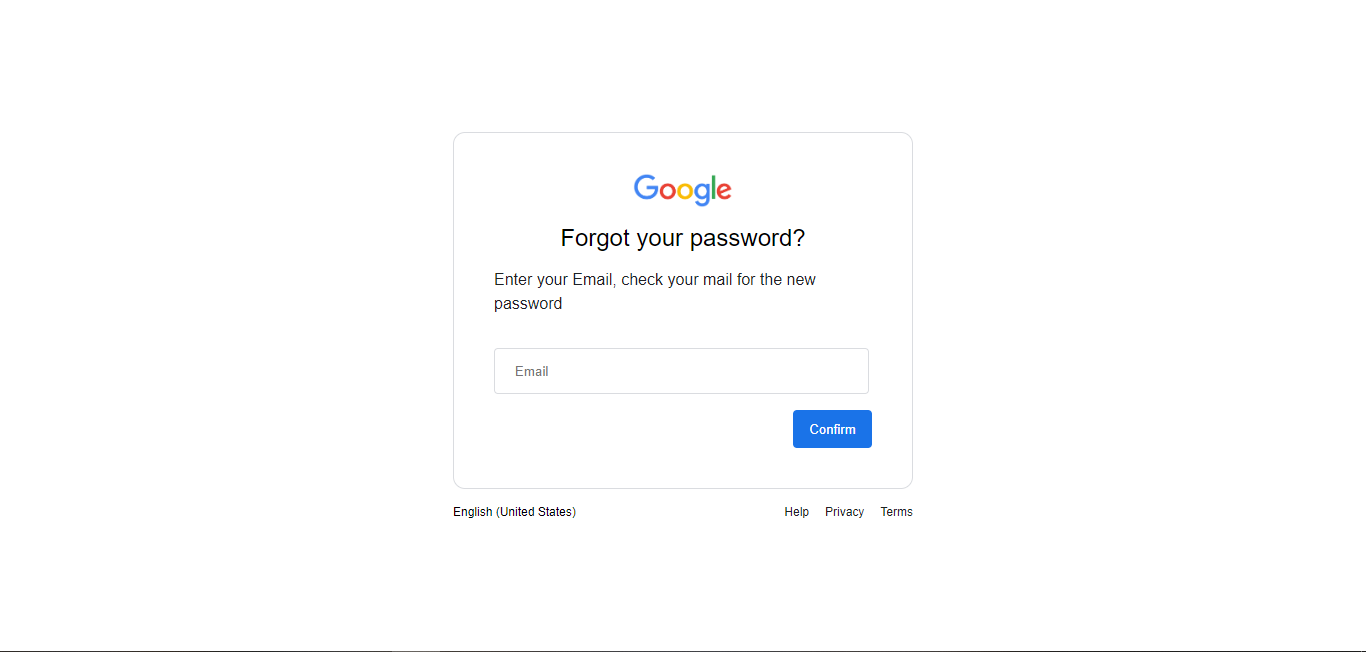 Google
Forgot your password?
Enter your Email, check your mail for the new
password
Email
Confirm
English (United States)
Help Privacy Terms